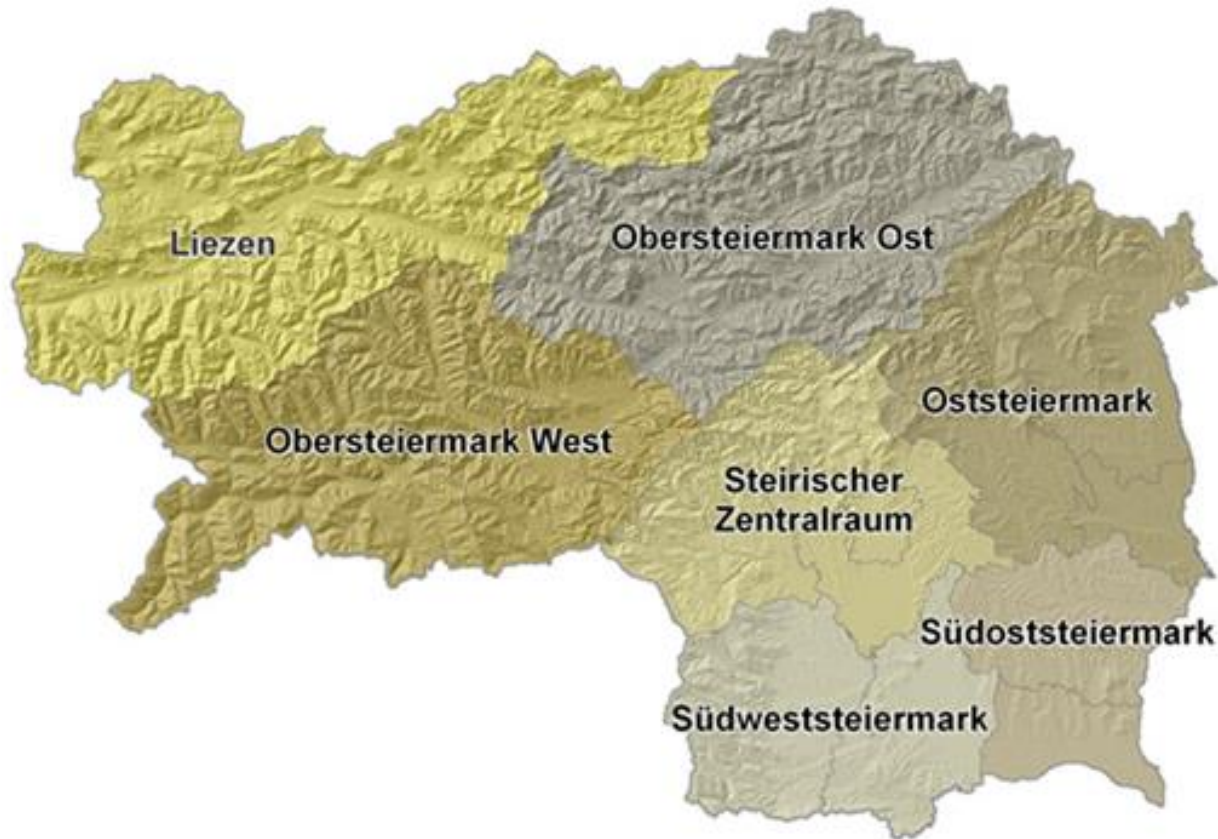 Liezen
Obersteiermark Ost
Oststeiermark
Obersteiermark West
Steirischer
Zentralraum
Südoststeiermark
Südweststeiermark